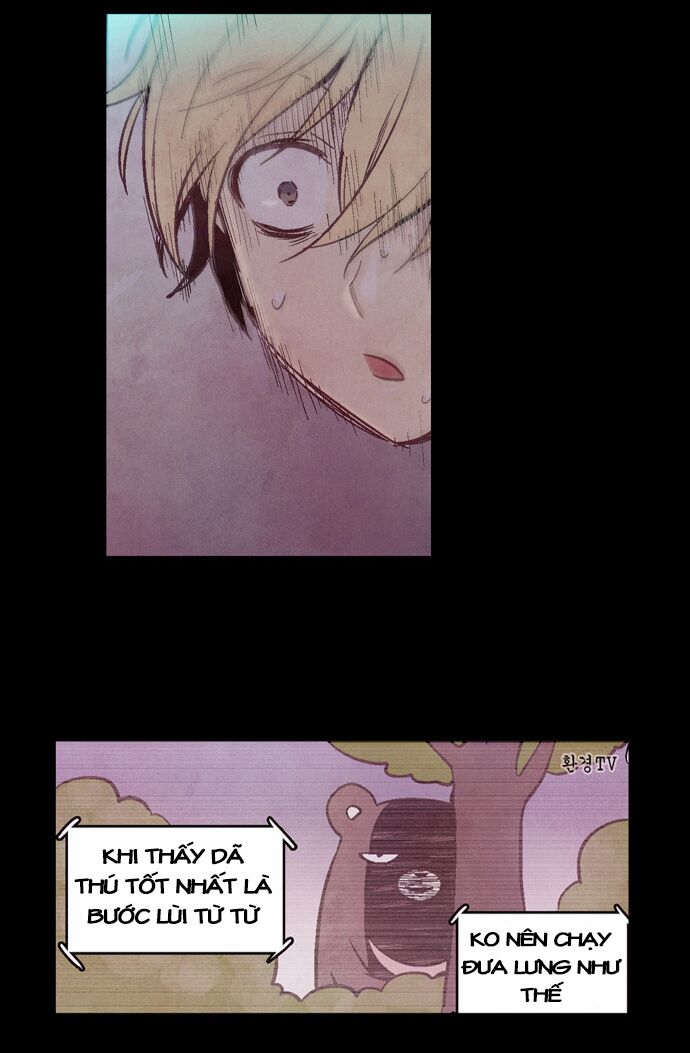 환경TV
KHI THẤY DÃ
THÚ TỐT NHẤT LÀ
BƯỚC LÙI TỪ TỪ
KO NÊN CHẠY
ĐƯA LƯNG NHƯ
THẾ